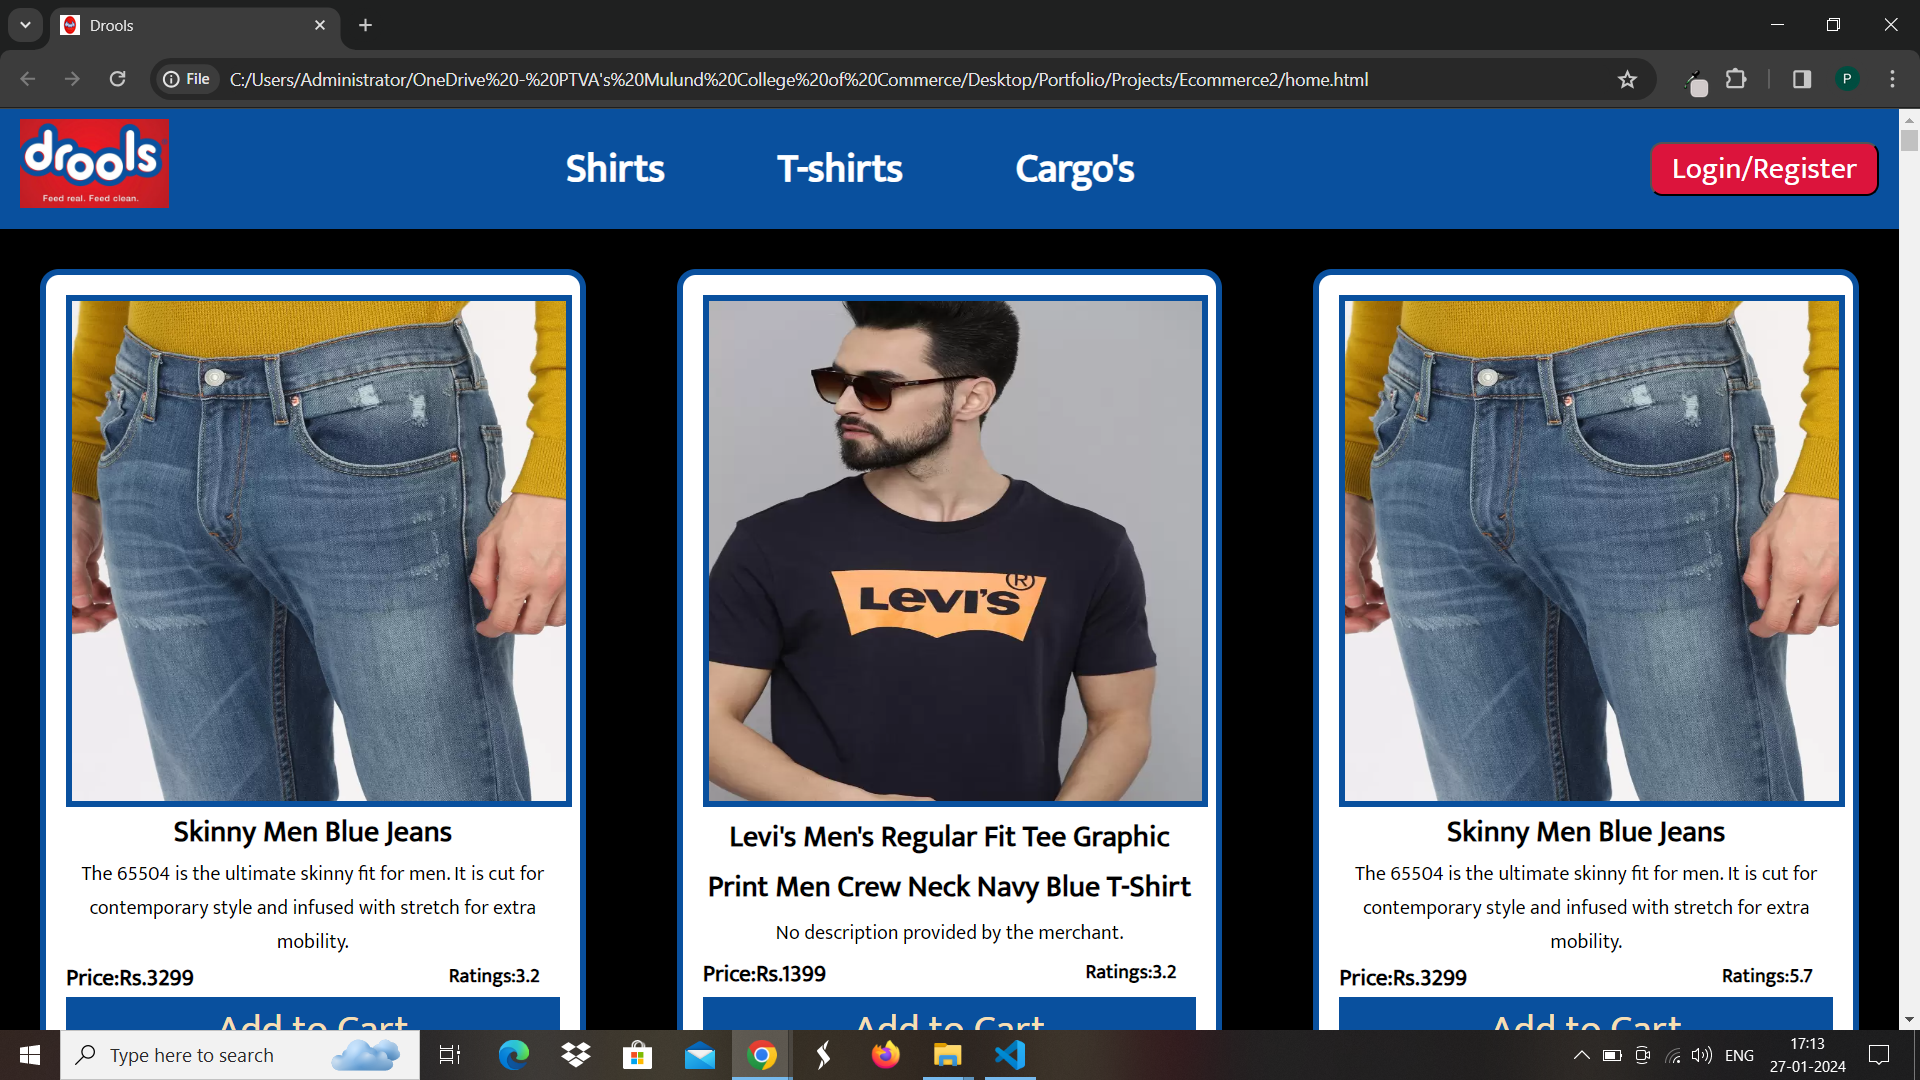 Drools
File
C:/Users/Administrator/OneDrive%20-%20PTVA's%20Mulund%20College%20of%20Commerce/Desktop/Portfolio/Projects/Ecommerce2/home.html
P
drools
Feed real. Feed clean.
Shirts T-shirts Cargo's
Login/Register
LEVI'S ®
Skinny Men Blue Jeans
The 65504 is the ultimate skinny fit for men. It is cut for
contemporary style and infused with stretch for extra
mobility.
Price:Rs.3299 Ratings:3.2
Add to Cart
Levi's Men's Regular Fit Tee Graphic
Print Men Crew Neck Navy Blue T-Shirt
No description provided by the merchant.
Price:Rs.1399 Ratings:3.2
Add to Cart
Skinny Men Blue Jeans
The 65504 is the ultimate skinny fit for men. It is cut for
contemporary style and infused with stretch for extra
mobility.
Price:Rs.3299 Ratings:5.7
Add to Cart
Type here to search
ENG
17:13
27-01-2024